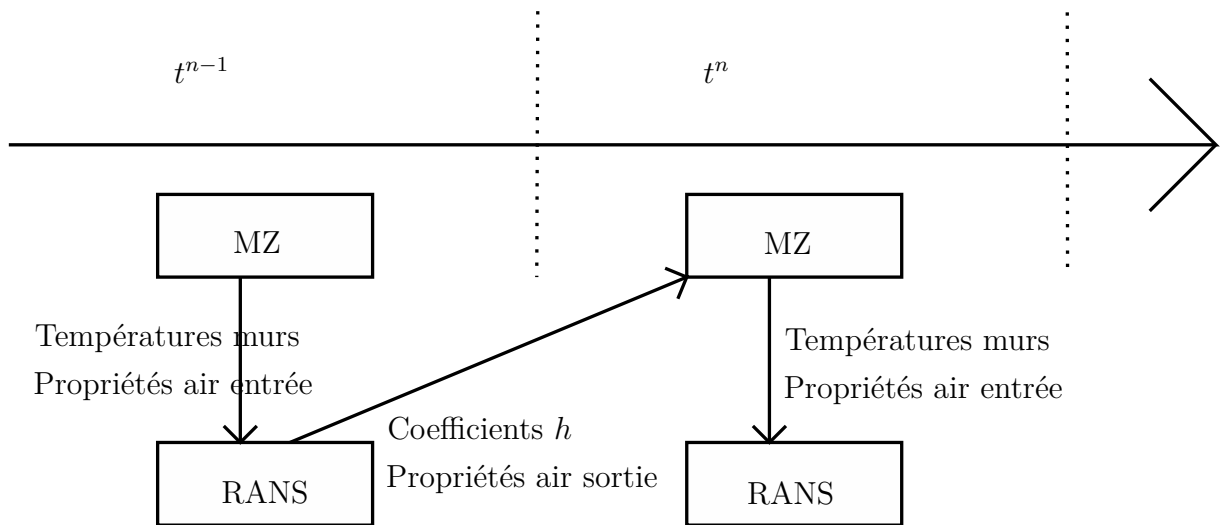 t^{n-1}
t^n
MZ
MZ
Températures murs
Propriétés air entrée
Températures murs
Propriétés air entrée
Coefficients h
Propriétés air sortie
RANS
RANS